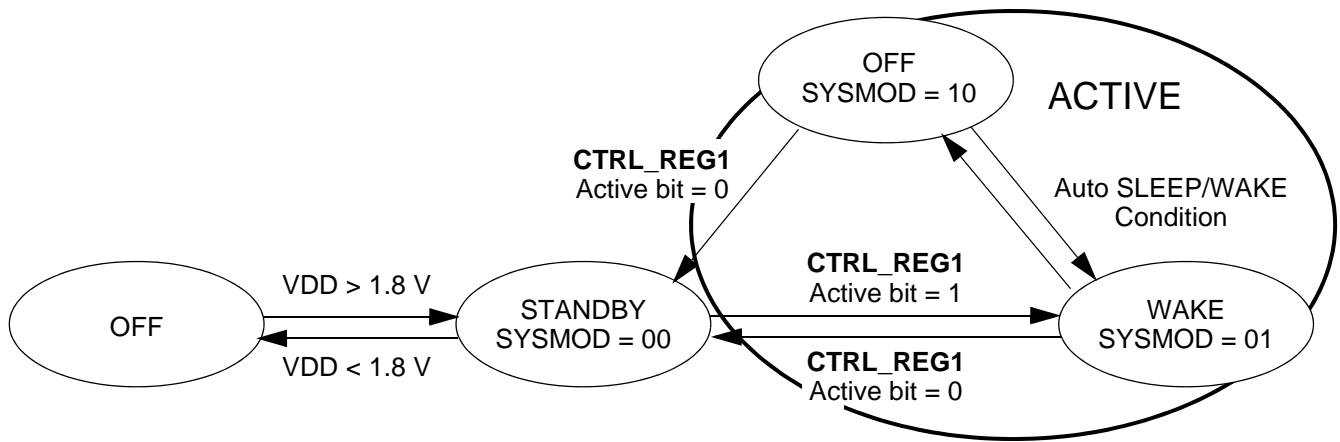 OFF
SYSMOD = 10
ACTIVE
CTRL_REG1
Active bit = 0
Auto SLEEP/WAKE
Condition
VDD > 1.8 V
CTRL_REG1
Active bit = 1
OFF
STANDBY
SYSMOD = 00
WAKE
SYSMOD = 01
VDD < 1.8 V
CTRL_REG1
Active bit = 0